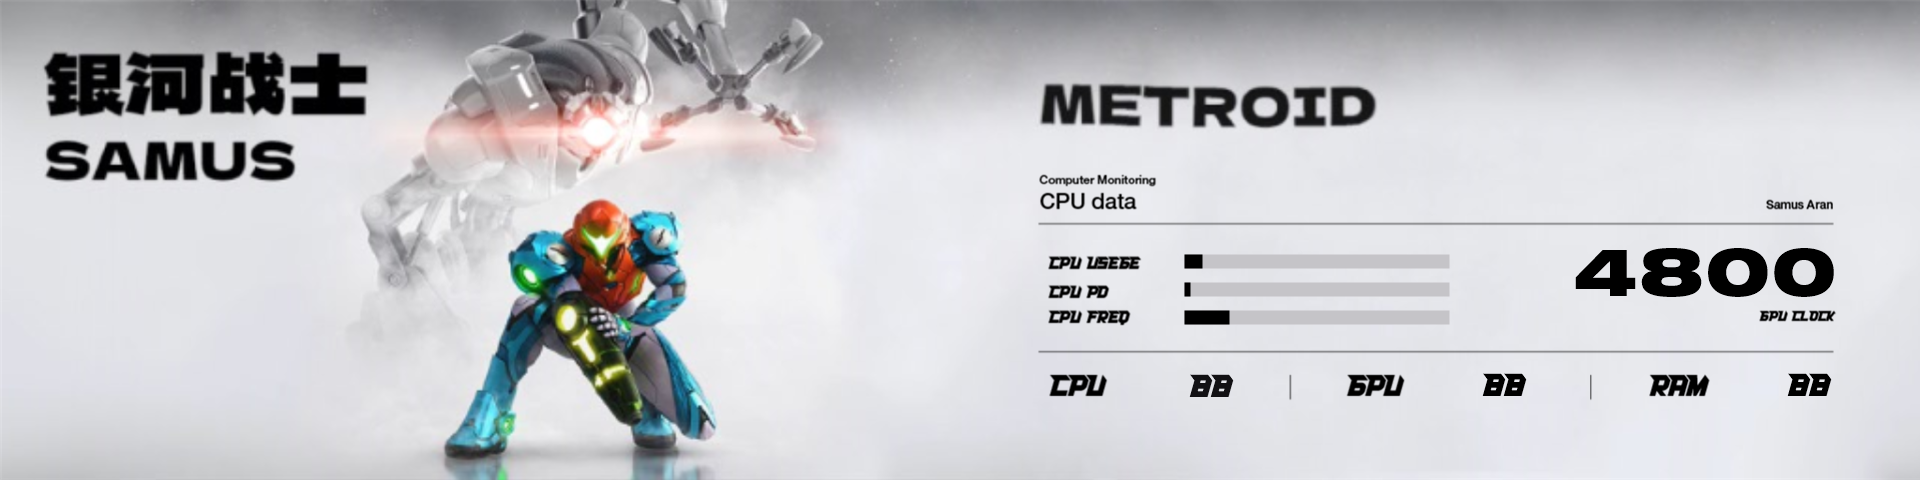 銀河战士
SAMUS
METROID
Computer Monitoring
CPU data
Samus Aran
CPU USEGE
CPU PD
CPU FREQ
4800
GPU CLOCK
CPU 88 | GPU 88 | RAM 88